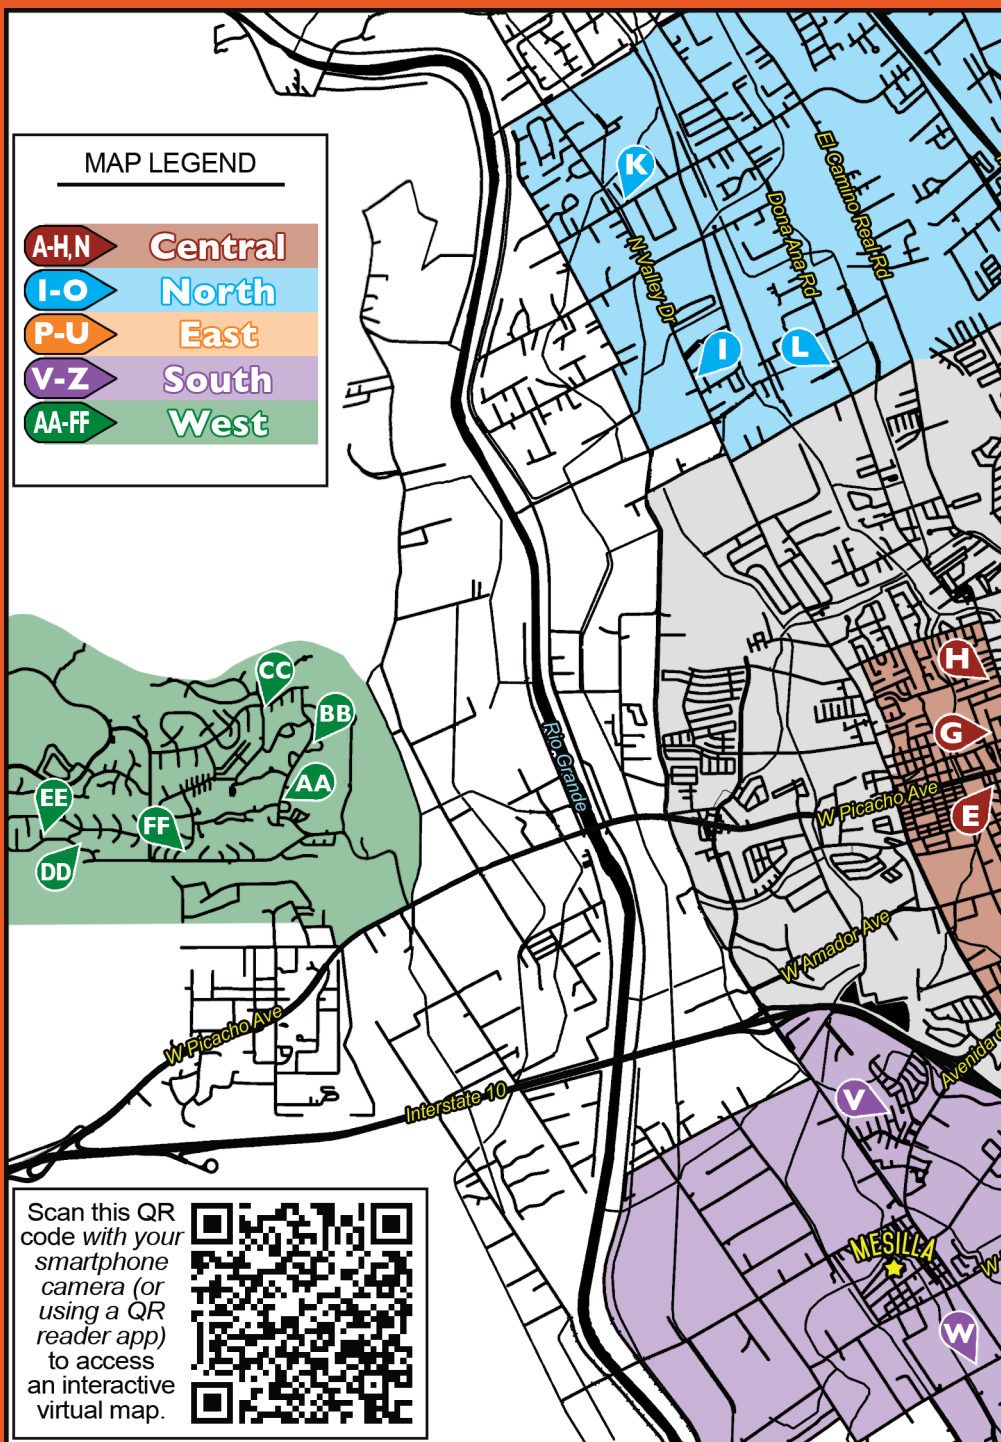 MAP LEGEND
A-H,N Central
I-O North
P-U East
V-Z South
AA-FF West
K
El Camino Real Rd
Dona Ana Rd
N Valley Dr
I
L
H
CC
BB
G
Rio Grande
AA
EE
W Picacho Ave
E
FF
DD
W Amador Ave
W Picacho Ave
Avenida d
Interstate 10
V
MESILLA
W
W
Scan this QR
code with your
smartphone
camera (or
using a QR
reader app)
to access
an interactive
virtual map.